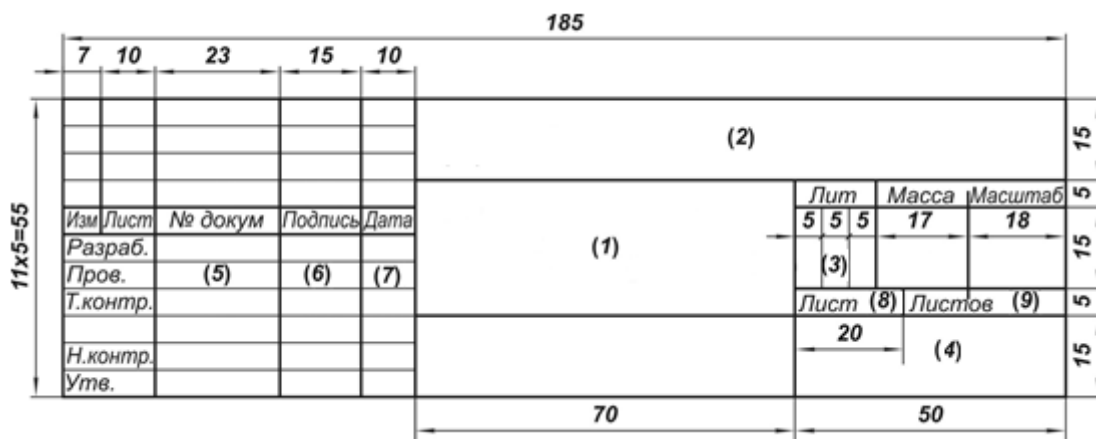 185
7 10 23 15 10
(2)
15
Лит Масса Масштаб 5
Изм Лист № докум Подпись Дата 5 5 5 17 18
11x5=55
Разраб. (1)
Пров. (5) (6) (7) (3) 15
Т.контр. Лист (8) Листов (9) 5
20 (4) 15
Н.контр.
Утв.
70 50